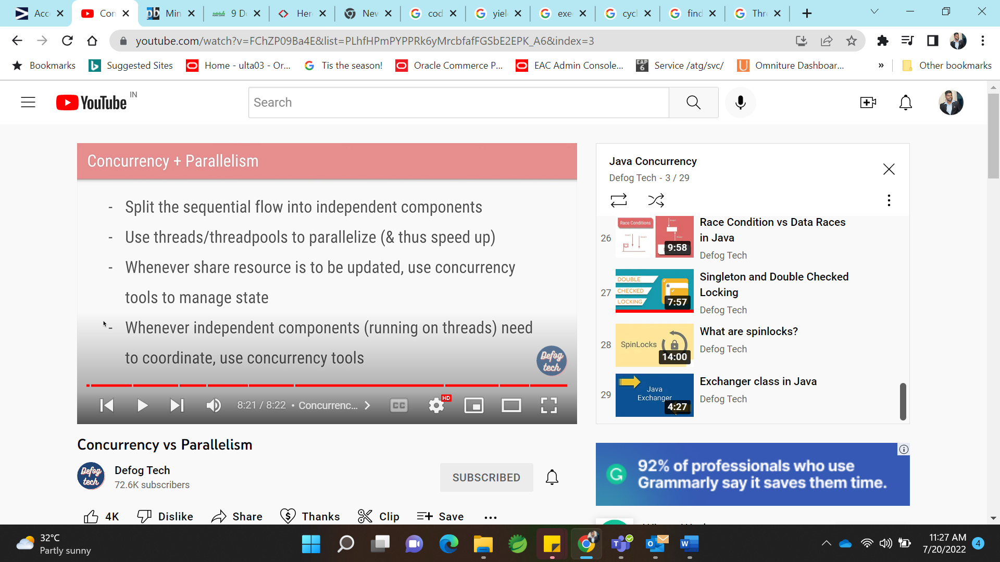 Acc
Con
Min
9 D
Her
Nev
cod
yiel
exe
cycl
find
Thr
youtube.com/watch?v=FChZP09Ba4E&list=PLhfHPmPYPPRk6yMrcbfafFGSbE2EPK_A6&index=3
Bookmarks
Suggested Sites
Home - ulta03 - Or...
Tis the season!
Oracle Commerce P...
EAC Admin Console...
EAP 6
Service /atg/svc/
Omniture Dashboar...
»
Other bookmarks
YouTube IN
Search
Concurrency + Parallelism
- Split the sequential flow into independent components
- Use threads/threadpools to parallelize (& thus speed up)
- Whenever share resource is to be updated, use concurrency
tools to manage state
- Whenever independent components (running on threads) need
to coordinate, use concurrency tools
Defog
tech
8:21 / 8:22 • Concurrenc...
CC
HD
Java Concurrency
Defog Tech - 3 / 29
26
Race Conditions
9:58
Race Condition vs Data Races
in Java
Defog Tech
27
DOUBLE
CHECKED
LOCKING
7:57
Singleton and Double Checked
Locking
Defog Tech
28
SpinLocks
14:00
What are spinlocks?
Defog Tech
29
Java
Exchanger
4:27
Exchanger class in Java
Defog Tech
Concurrency vs Parallelism
Defog
tech
Defog Tech
72.6K subscribers
SUBSCRIBED
4K
Dislike
Share
Thanks
Clip
Save
92% of professionals who use
Grammarly say it saves them time.
32°C
Partly sunny
11:27 AM
7/20/2022
4